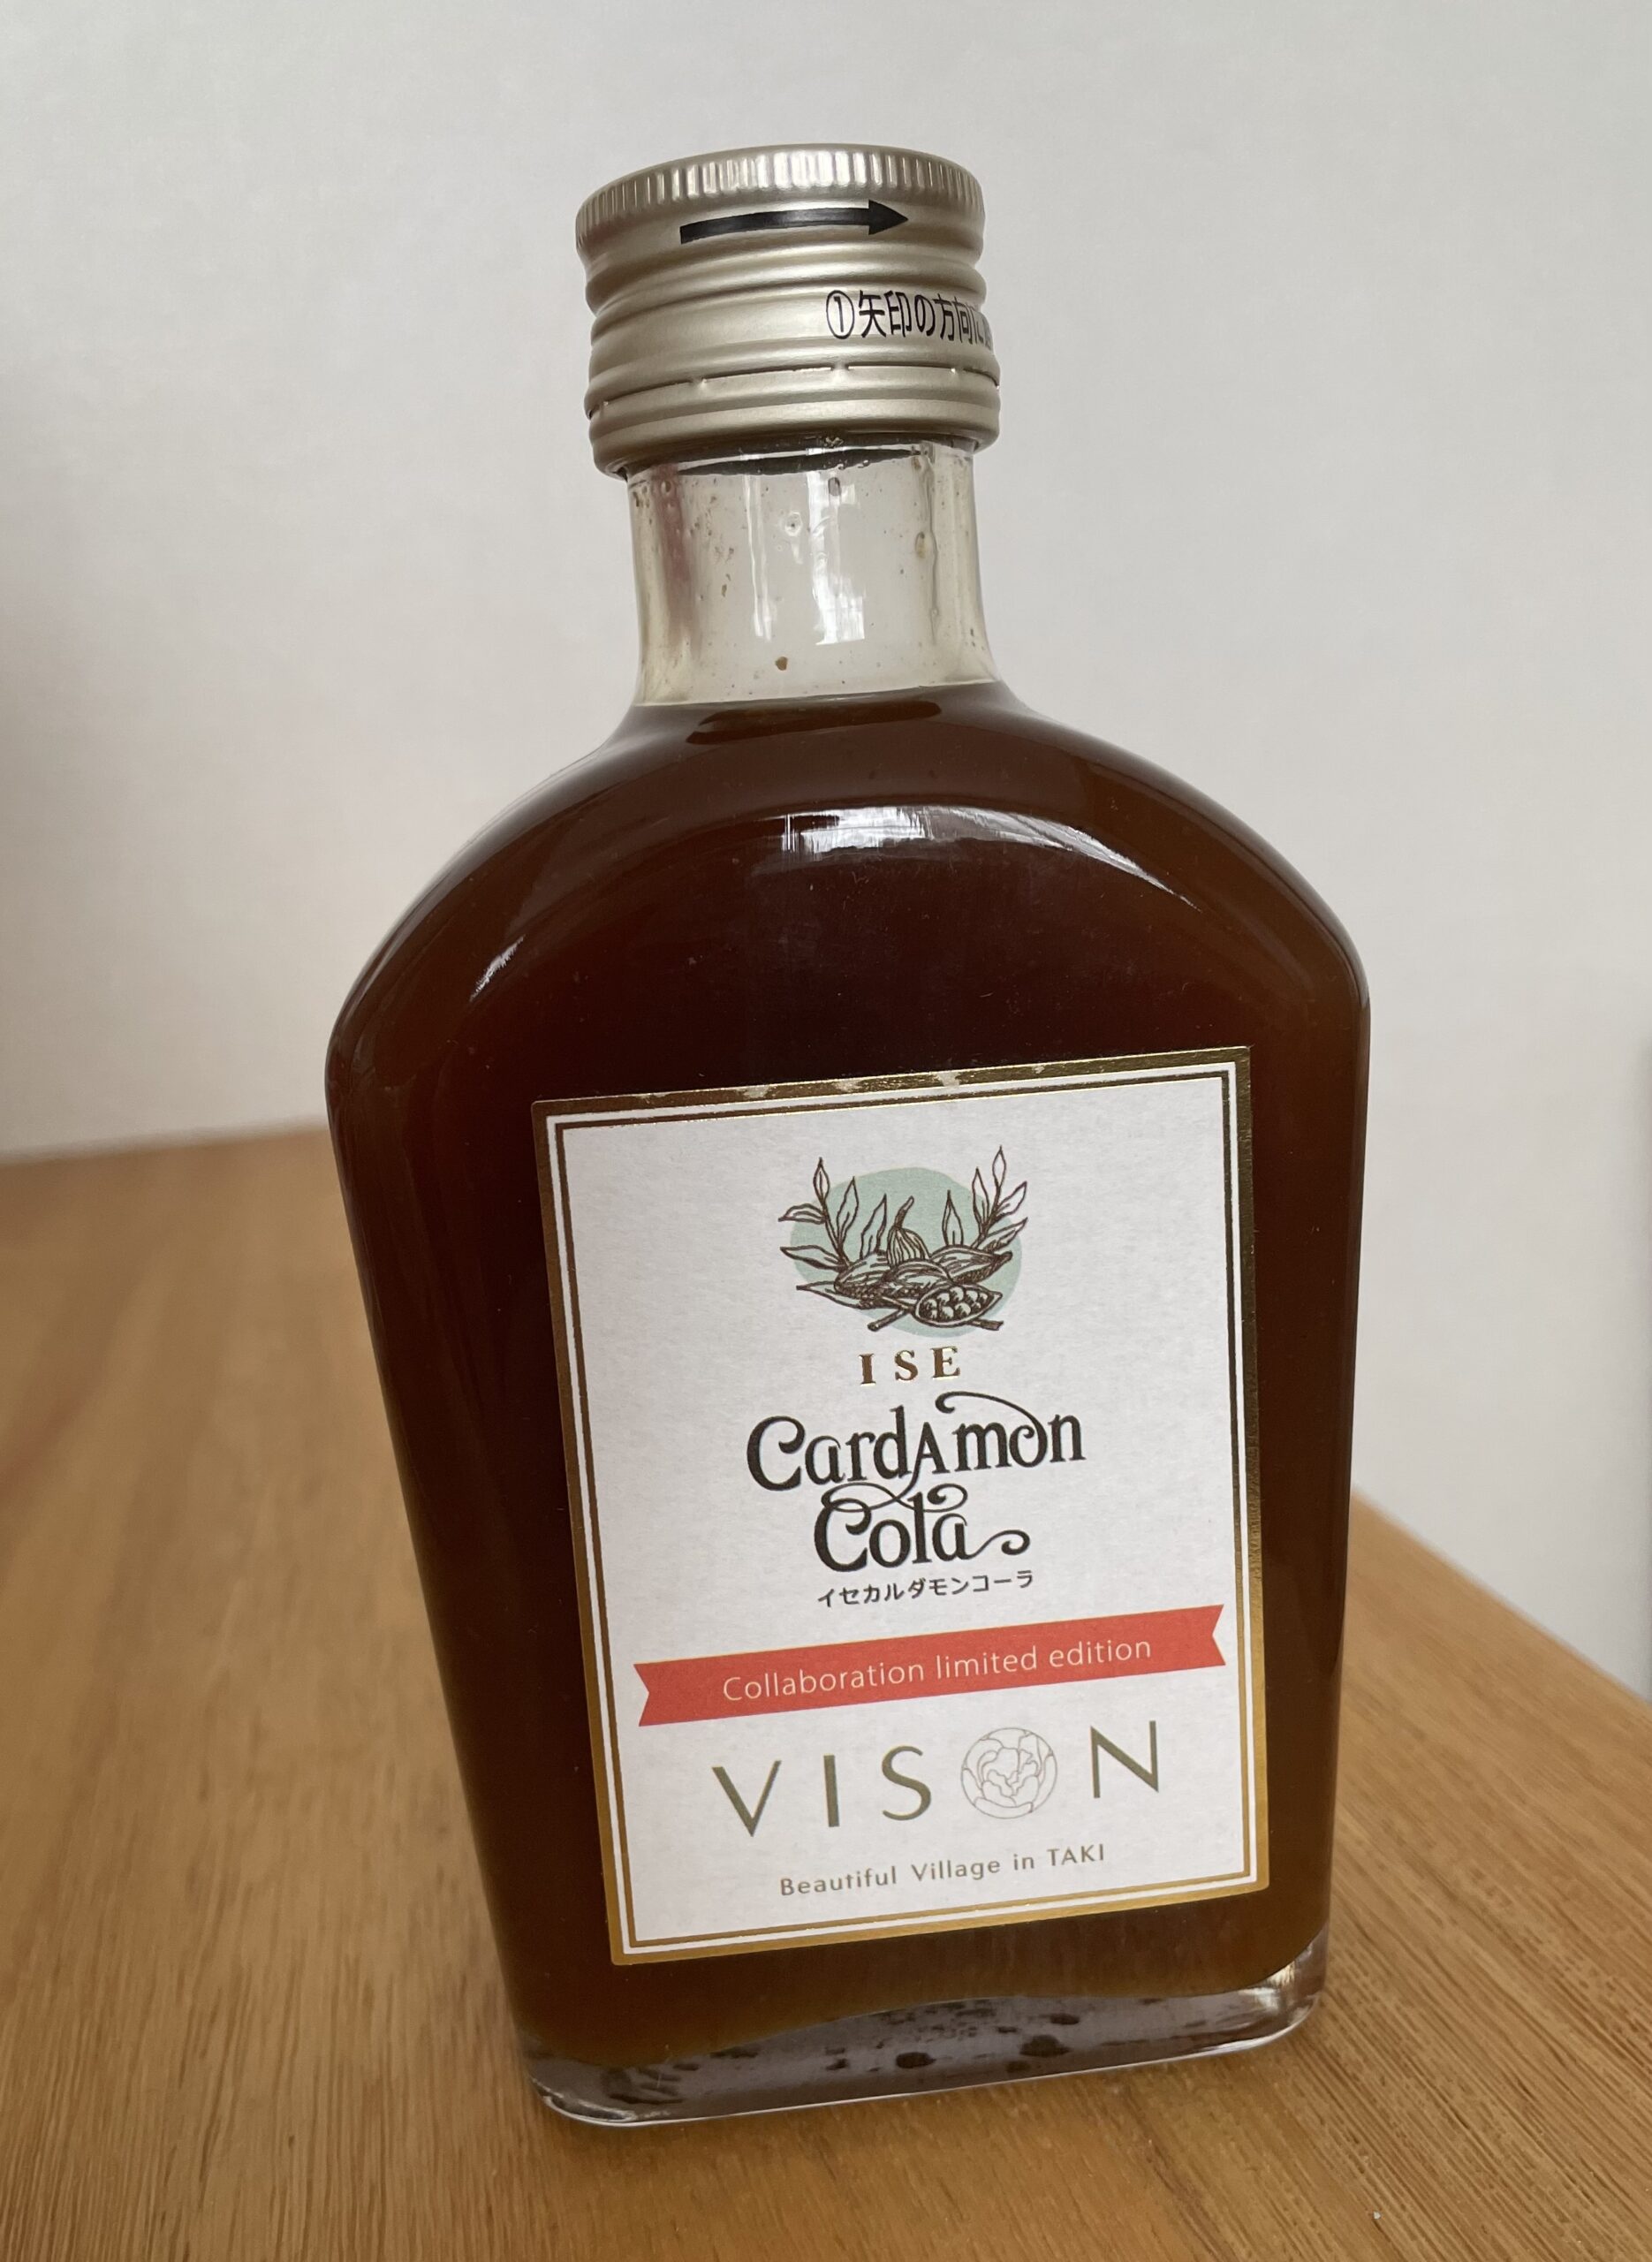 ①矢印の方向に
ISE
CardAmon
Cola
イセカルダモンコーラ
Collaboration limited edition
VISON
Beautiful Village in TAKI